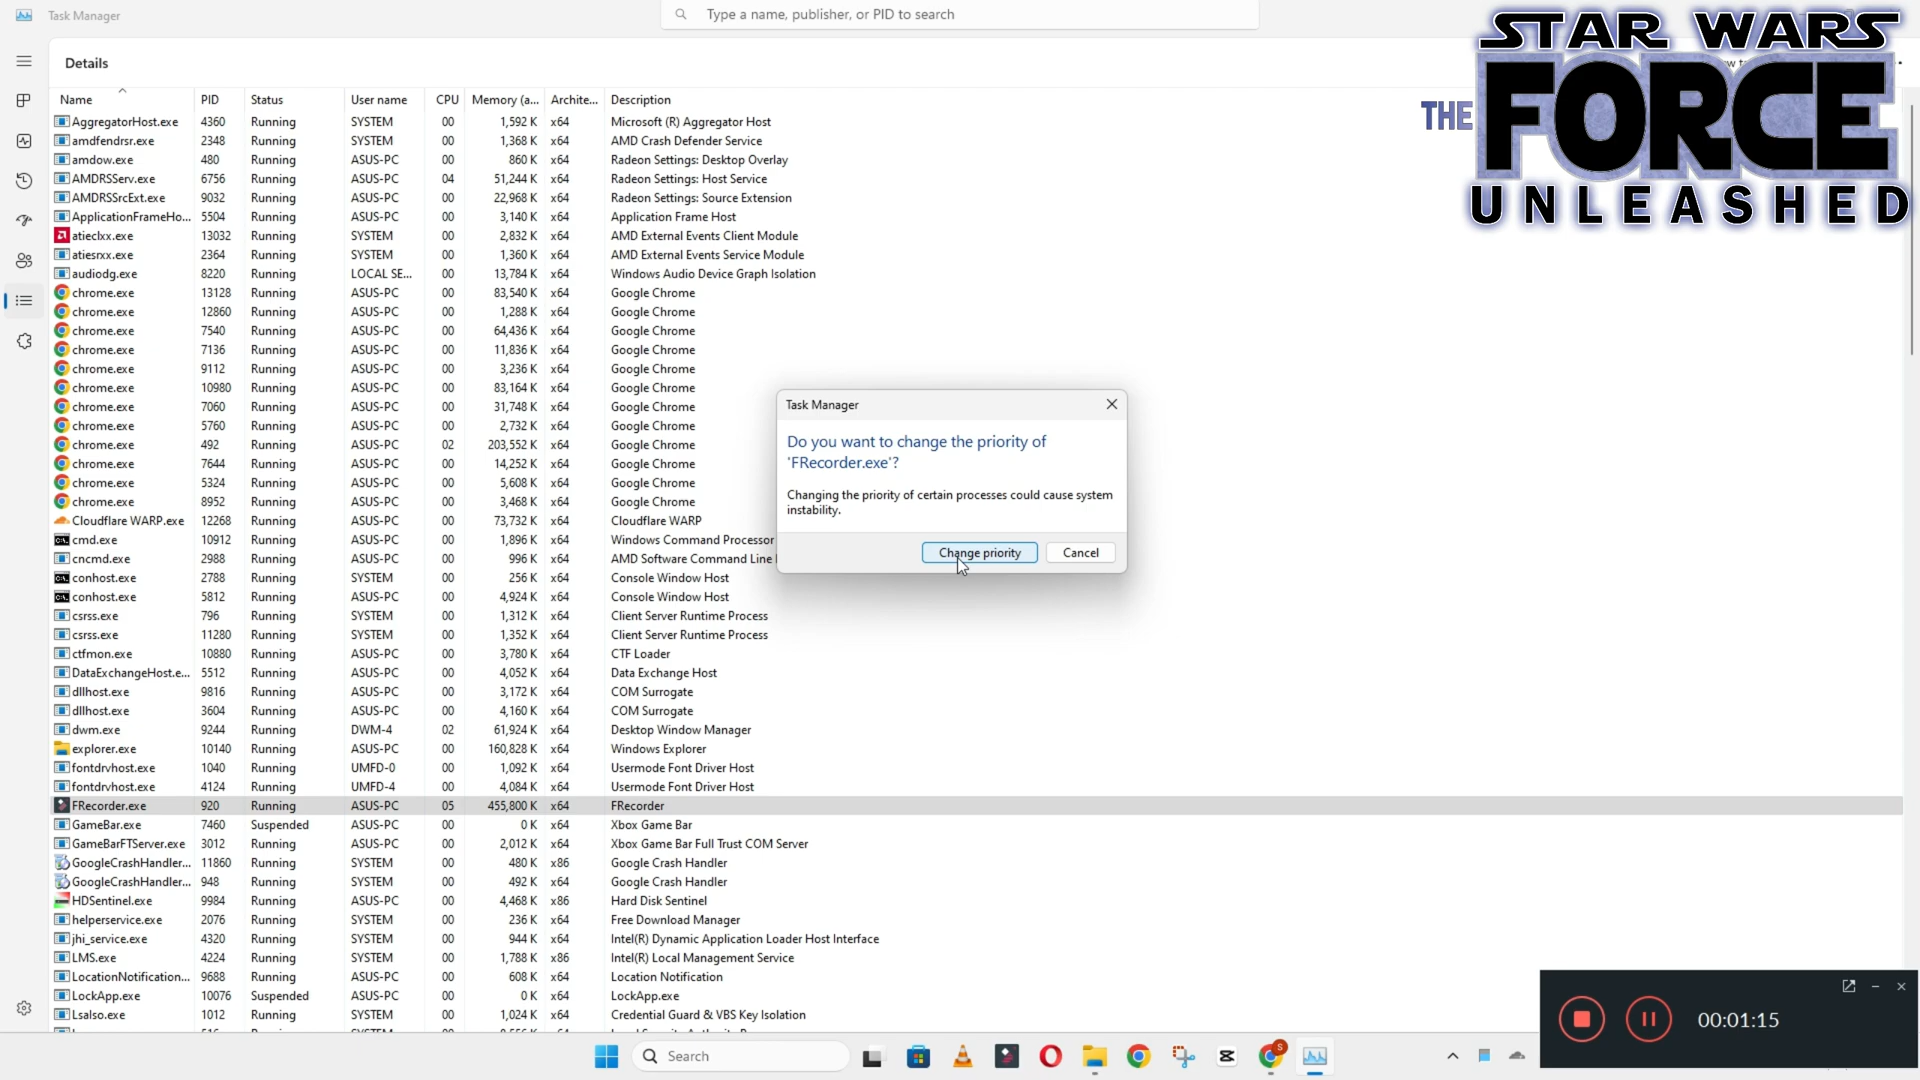 Task Manager
Type a name, publisher, or PID to search
STAR WARS
THE FORCE
UNLEASHED
Details
Name PID Status User name CPU Memory (a... Archite... Description
AggregatorHost.exe 4360 Running SYSTEM 00 1,592 K x64 Microsoft (R) Aggregator Host
amdfendrsr.exe 2348 Running SYSTEM 00 1,368 K x64 AMD Crash Defender Service
amdow.exe 480 Running ASUS-PC 00 860 K x64 Radeon Settings: Desktop Overlay
AMDRSServ.exe 6756 Running ASUS-PC 04 51,244 K x64 Radeon Settings: Host Service
AMDRSSrcExt.exe 9032 Running ASUS-PC 00 22,968 K x64 Radeon Settings: Source Extension
ApplicationFrameHo... 5504 Running ASUS-PC 00 3,140 K x64 Application Frame Host
atieclxx.exe 13032 Running SYSTEM 00 2,832 K x64 AMD External Events Client Module
atiesrxx.exe 2364 Running SYSTEM 00 1,360 K x64 AMD External Events Service Module
audiodg.exe 8220 Running LOCAL SE... 00 13,784 K x64 Windows Audio Device Graph Isolation
chrome.exe 13128 Running ASUS-PC 00 83,540 K x64 Google Chrome
chrome.exe 12860 Running ASUS-PC 00 1,288 K x64 Google Chrome
chrome.exe 7540 Running ASUS-PC 00 64,436 K x64 Google Chrome
chrome.exe 7136 Running ASUS-PC 00 11,836 K x64 Google Chrome
chrome.exe 9112 Running ASUS-PC 00 3,236 K x64 Google Chrome
chrome.exe 10980 Running ASUS-PC 00 83,164 K x64 Google Chrome
chrome.exe 7060 Running ASUS-PC 00 31,748 K x64 Google Chrome
chrome.exe 5760 Running ASUS-PC 00 2,732 K x64 Google Chrome
chrome.exe 492 Running ASUS-PC 02 203,552 K x64 Google Chrome
chrome.exe 7644 Running ASUS-PC 00 14,252 K x64 Google Chrome
chrome.exe 5324 Running ASUS-PC 00 5,608 K x64 Google Chrome
chrome.exe 8952 Running ASUS-PC 00 3,468 K x64 Google Chrome
Cloudflare WARP.exe 12268 Running ASUS-PC 00 73,732 K x64 Cloudflare WARP
cmd.exe 10912 Running ASUS-PC 00 1,896 K x64 Windows Command Processor
cncmd.exe 2988 Running ASUS-PC 00 996 K x64 AMD Software Command Line
conhost.exe 2788 Running SYSTEM 00 256 K x64 Console Window Host
conhost.exe 5812 Running ASUS-PC 00 4,924 K x64 Console Window Host
csrss.exe 796 Running SYSTEM 00 1,312 K x64 Client Server Runtime Process
csrss.exe 11280 Running SYSTEM 00 1,352 K x64 Client Server Runtime Process
ctfmon.exe 10880 Running ASUS-PC 00 3,780 K x64 CTF Loader
DataExchangeHost.e... 5512 Running ASUS-PC 00 4,052 K x64 Data Exchange Host
dllhost.exe 9816 Running ASUS-PC 00 3,172 K x64 COM Surrogate
dllhost.exe 3604 Running ASUS-PC 00 4,160 K x64 COM Surrogate
dwm.exe 9244 Running DWM-4 02 61,924 K x64 Desktop Window Manager
explorer.exe 10140 Running ASUS-PC 00 160,828 K x64 Windows Explorer
fontdrvhost.exe 1040 Running UMFD-0 00 1,092 K x64 Usermode Font Driver Host
fontdrvhost.exe 4124 Running UMFD-4 00 4,084 K x64 Usermode Font Driver Host
FRecorder.exe 920 Running ASUS-PC 05 455,800 K x64 FRecorder
GameBar.exe 7460 Suspended ASUS-PC 00 0 K x64 Xbox Game Bar
GameBarFTServer.exe 3012 Running ASUS-PC 00 2,012 K x64 Xbox Game Bar Full Trust COM Server
GoogleCrashHandler... 11860 Running SYSTEM 00 480 K x86 Google Crash Handler
GoogleCrashHandler... 948 Running SYSTEM 00 492 K x64 Google Crash Handler
HDSentinel.exe 9984 Running ASUS-PC 00 4,468 K x86 Hard Disk Sentinel
helperservice.exe 2076 Running SYSTEM 00 236 K x64 Free Download Manager
jhi_service.exe 4320 Running SYSTEM 00 944 K x64 Intel(R) Dynamic Application Loader Host Interface
LMS.exe 4224 Running SYSTEM 00 1,788 K x86 Intel(R) Local Management Service
LocationNotification... 9688 Running ASUS-PC 00 608 K x64 Location Notification
LockApp.exe 10076 Suspended ASUS-PC 00 0 K x64 LockApp.exe
Lsalso.exe 1012 Running SYSTEM 00 1,024 K x64 Credential Guard & VBS Key Isolation
Task Manager
Do you want to change the priority of
'FRecorder.exe'?
Changing the priority of certain processes could cause system
instability.
Change priority Cancel
00:01:15
Search
S